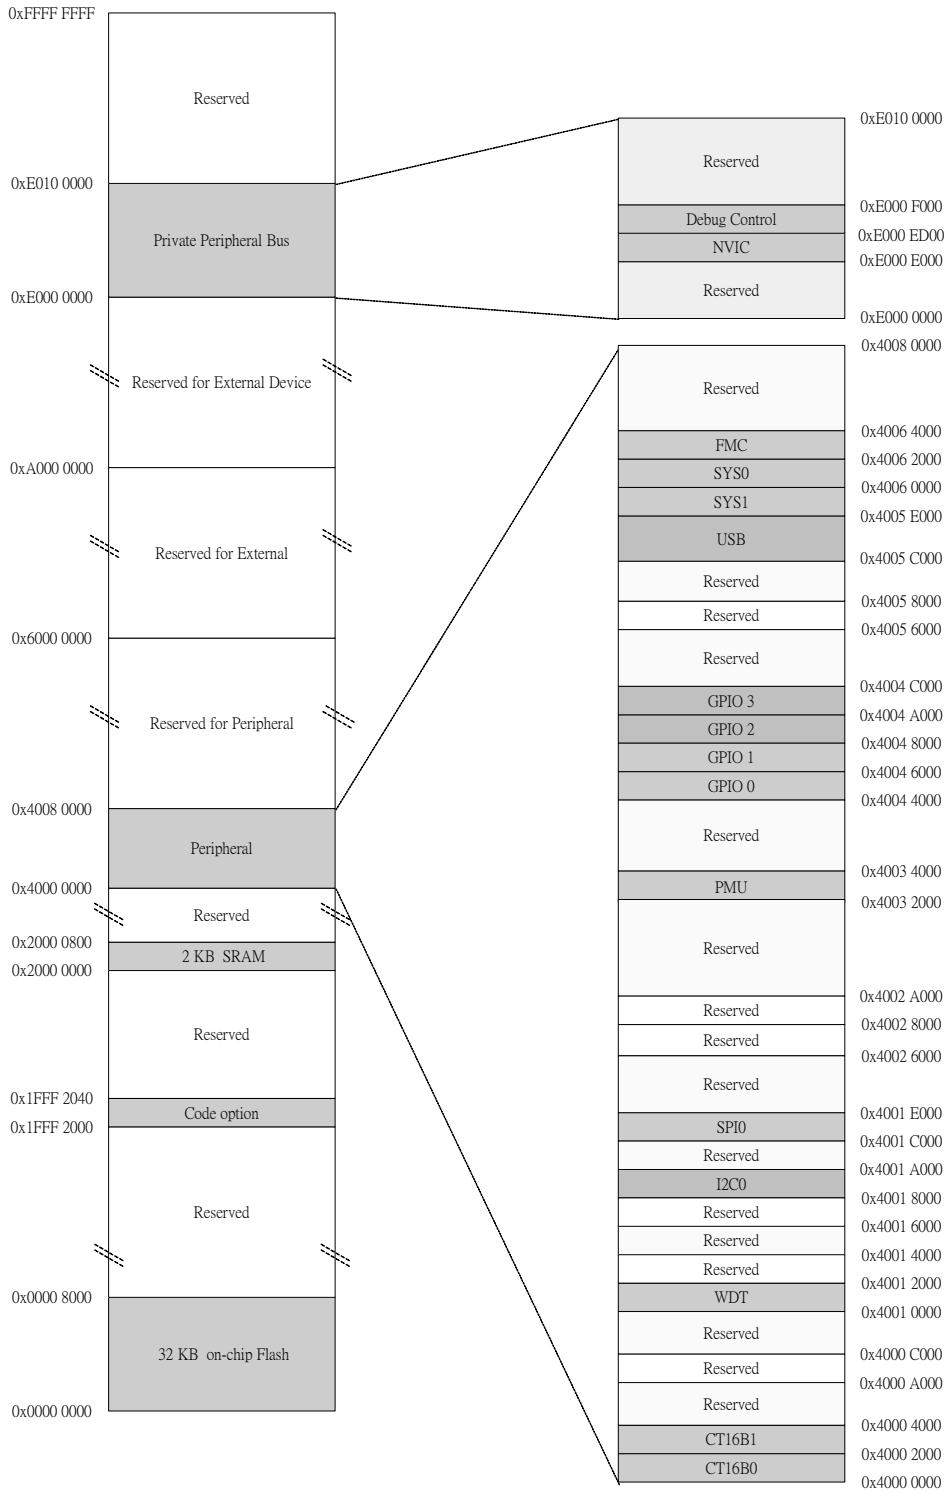 0xFFFF FFFF
Reserved
0xE010 0000
Private Peripheral Bus
0xE000 0000
Reserved for External Device
0xA000 0000
Reserved for External
0x6000 0000
Reserved for Peripheral
0x4008 0000
Peripheral
0x4000 0000
Reserved
0x2000 0800
2 KB SRAM
0x2000 0000
Reserved
0x1FFF 2040
Code option
0x1FFF 2000
Reserved
0x0000 8000
32 KB on-chip Flash
0x0000 0000
0xE010 0000
Reserved
0xE000 F000
Debug Control
0xE000 ED00
NVIC
0xE000 E000
Reserved
0xE000 0000
0x4008 0000
Reserved
0x4006 4000
FMC
0x4006 2000
SYS0
0x4006 0000
SYS1
0x4005 E000
USB
0x4005 C000
Reserved
0x4005 8000
Reserved
0x4005 6000
Reserved
0x4004 C000
GPIO 3
0x4004 A000
GPIO 2
0x4004 8000
GPIO 1
0x4004 6000
GPIO 0
0x4004 4000
Reserved
0x4003 4000
PMU
0x4003 2000
Reserved
0x4002 A000
Reserved
0x4002 8000
Reserved
0x4002 6000
Reserved
0x4001 E000
SPI0
0x4001 C000
Reserved
0x4001 A000
I2C0
0x4001 8000
Reserved
0x4001 6000
Reserved
0x4001 4000
Reserved
0x4001 2000
WDT
0x4001 0000
Reserved
0x4000 C000
Reserved
0x4000 A000
Reserved
0x4000 4000
CT16B1
0x4000 2000
CT16B0
0x4000 0000